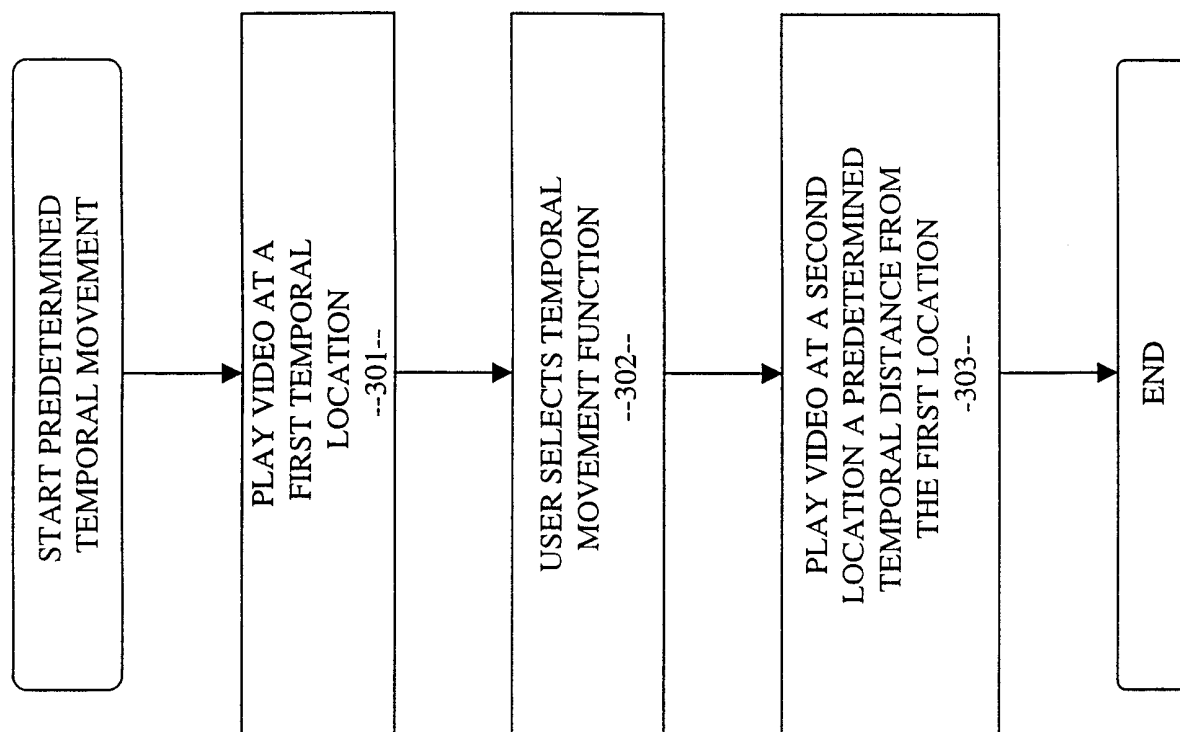 START PREDETERMINED
TEMPORAL MOVEMENT
PLAY VIDEO AT A
FIRST TEMPORAL
LOCATION
--301--
USER SELECTS TEMPORAL
MOVEMENT FUNCTION
--302--
PLAY VIDEO AT A SECOND
LOCATION A PREDETERMINED
TEMPORAL DISTANCE FROM
THE FIRST LOCATION
-303--
END